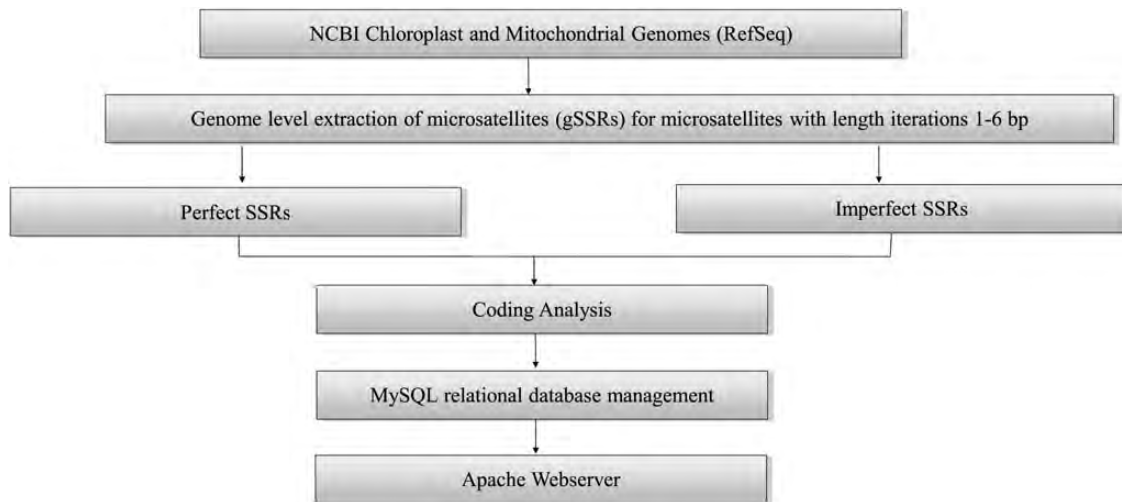 NCBI Chloroplast and Mitochondrial Genomes (RefSeq)
Genome level extraction of microsatellites (gSSRs) for microsatellites with length iterations 1-6 bp
Perfect SSRs
Imperfect SSRs
Coding Analysis
MySQL relational database management
Apache Webserver